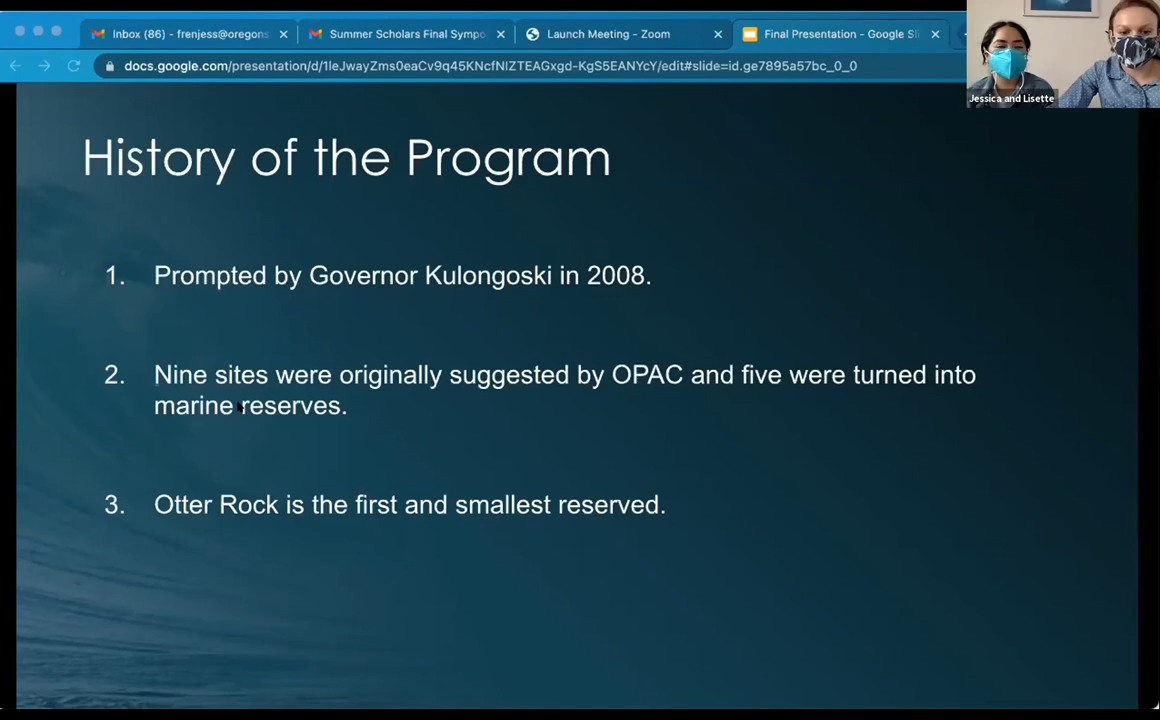 Inbox (86) - frenjess@oregons
Summer Scholars Final Sympo
Launch Meeting - Zoom
Final Presentation - Google Sli
docs.google.com/presentation/d/1leJwayZms0eaCv9q45KNcfNlZTEAGxgd-KgS5EANYcY/edit#slide=id.ge7895a57bc_0_0
Jessica and Lisette
History of the Program
1. Prompted by Governor Kulongoski in 2008.
2. Nine sites were originally suggested by OPAC and five were turned into
marine reserves.
3. Otter Rock is the first and smallest reserved.